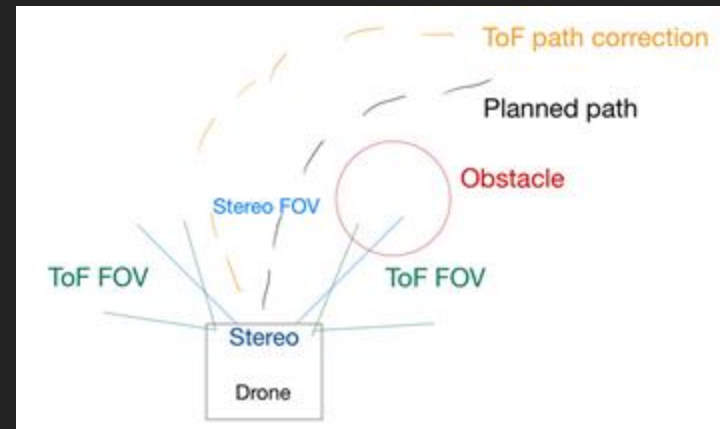 ToF path correction
Planned path
Obstacle
Stereo FOV
ToF FOV
ToF FOV
Stereo
Drone